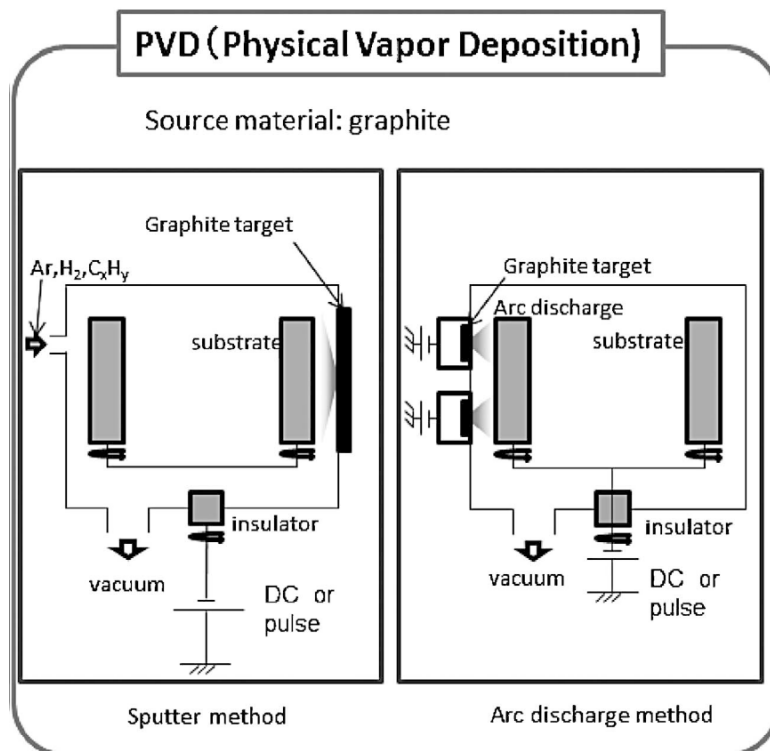 PVD (Physical Vapor Deposition)
Source material: graphite
Graphite target
Ar,H₂,CₓHᵧ
substrate
insulator
vacuum
DC or
pulse
Sputter method
Graphite target
Arc discharge
substrate
insulator
vacuum
DC or
pulse
Arc discharge method